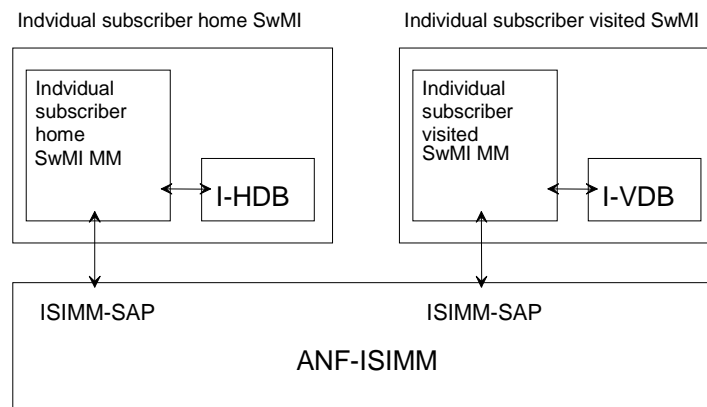 Indvidual subscriber home SwMI
Individual subscriber visited SwMI
Indvidual
subscriber
home
SwMI MM
I-HDB
Individual
subscriber
visited
SwMI MM
I-VDB
ISIMM-SAP
ISIMM-SAP
ANF-ISIMM